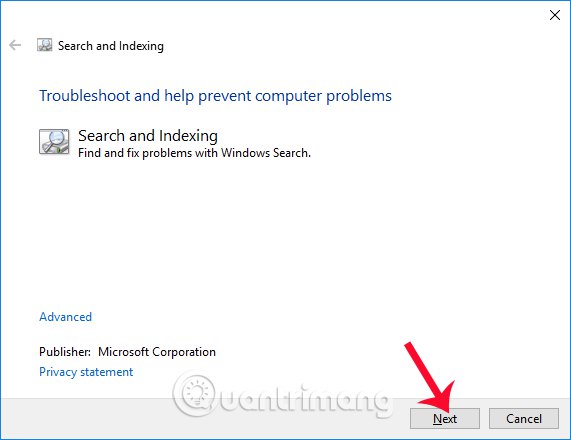 Search and Indexing
Troubleshoot and help prevent computer problems
Search and Indexing
Find and fix problems with Windows Search.
Advanced
Publisher: Microsoft Corporation
Privacy statement
Quantrimang
Next
Cancel